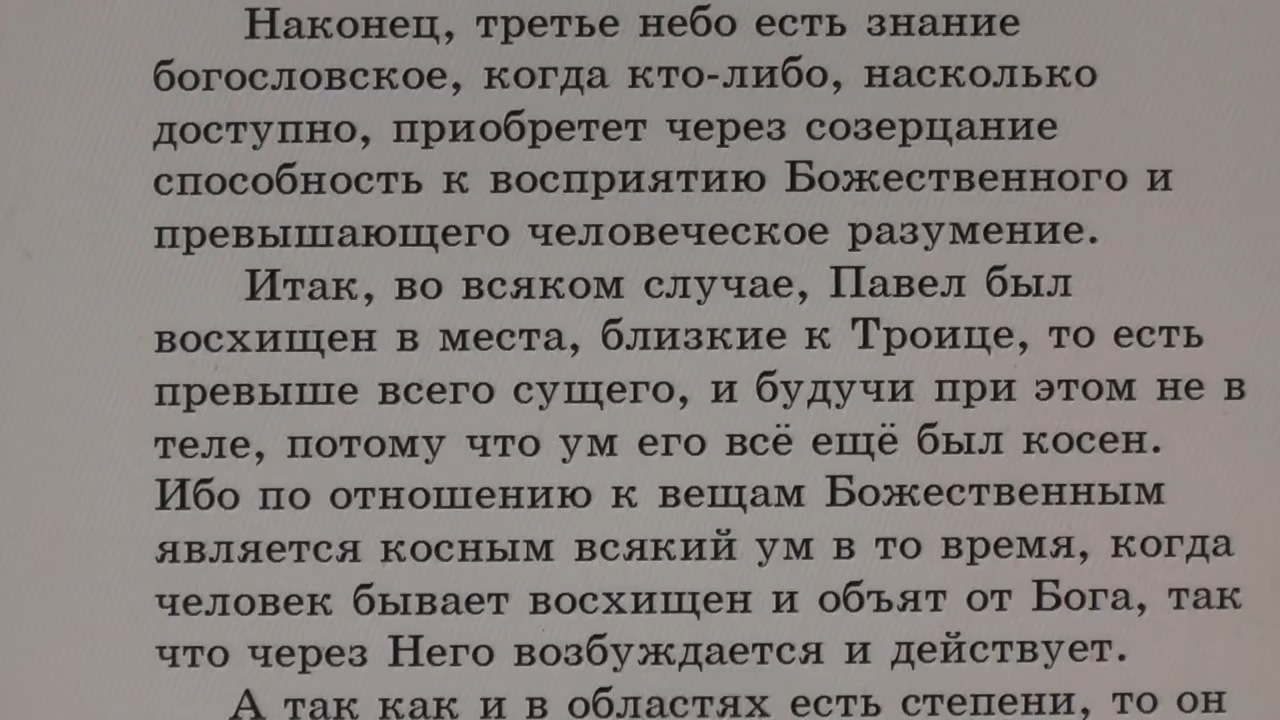 Наконец, третье небо есть знание
богословское, когда кто-либо, насколько
доступно, приобретет через созерцание
способность к восприятию Божественного и
превышающего человеческое разумение.
Итак, во всяком случае, Павел был
восхищен в места, близкие к Троице, то есть
превыше всего сущего, и будучи при этом не в
теле, потому что ум его всё ещё был косен.
Ибо по отношению к вещам Божественным
является косным всякий ум в то время, когда
человек бывает восхищен и объят от Бога, так
что через Него возбуждается и действует.
А так как и в областях есть степени, то он